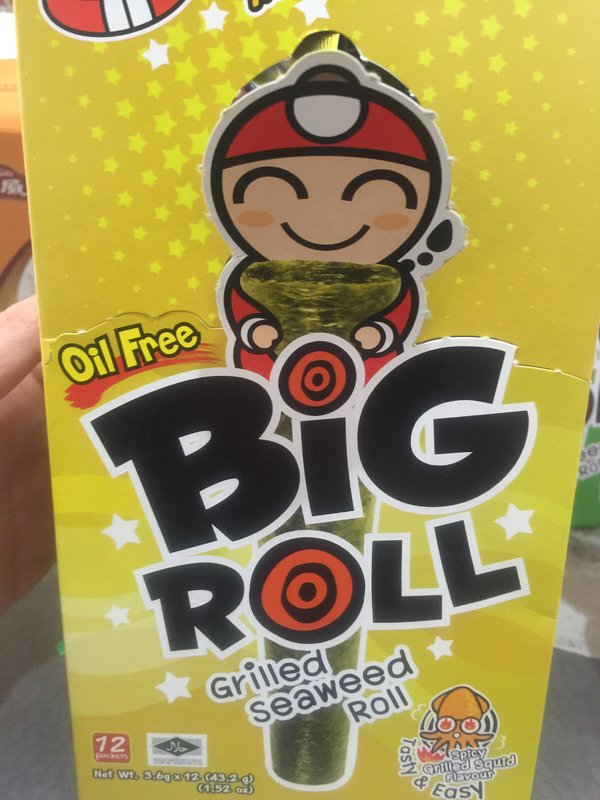 Oil Free
BiG
ROLL
Grilled
Seaweed
Roll
12
packets
حلال
Net Wt. 3.6g x 12 (43.2 g)
(1.52 oz)
Spicy
Grilled Squid
Flavour
Tasty
& Easy